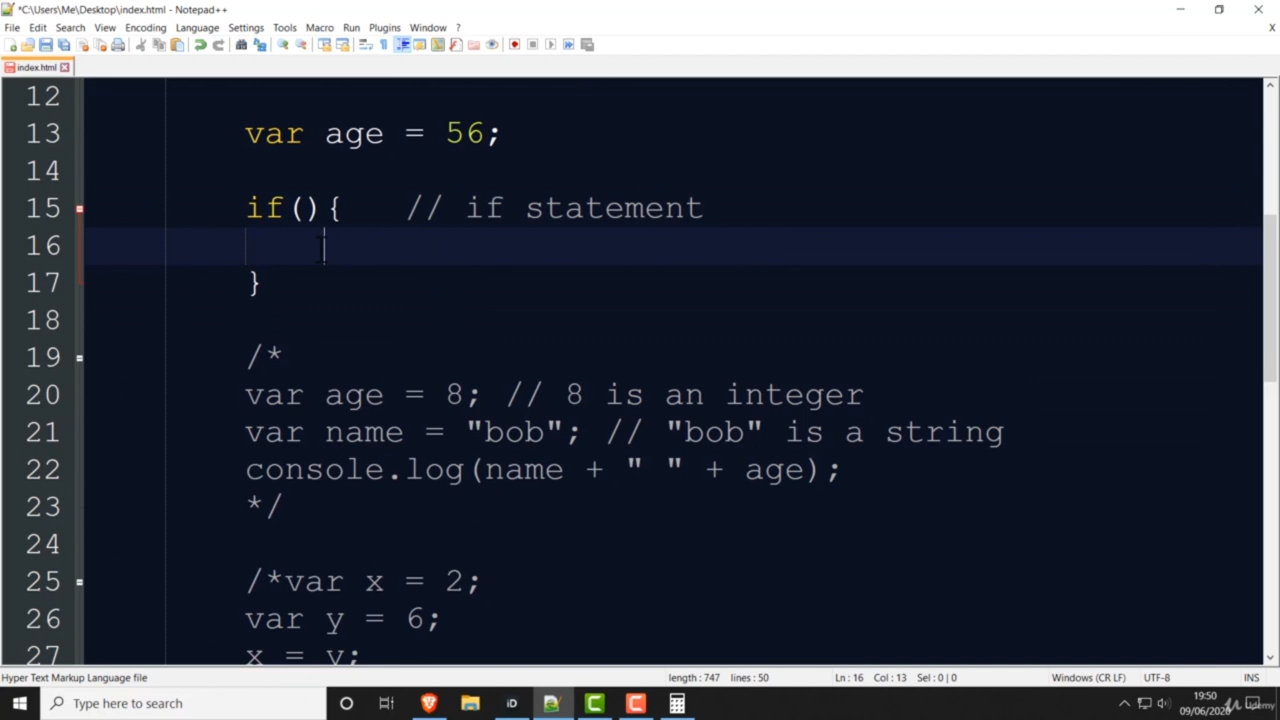 *C:\Users\Me\Desktop\index.html - Notepad++
File Edit Search View Encoding Language Settings Tools Macro Run Plugins Window ? X
index.html
12
13 var age = 56;
14
15 if(){ // if statement
16
17 }
18
19 /*
20 var age = 8; // 8 is an integer
21 var name = "bob"; // "bob" is a string
22 console.log(name + " " + age);
23 */
24
25 /*var x = 2;
26 var y = 6;
27 x = y;
Hyper Text Markup Language file length : 747 lines : 50 Ln : 16 Col : 13 Sel : 0 | 0 Windows (CR LF) UTF-8 INS
Type here to search iD 19:50
09/06/2020
Udemy